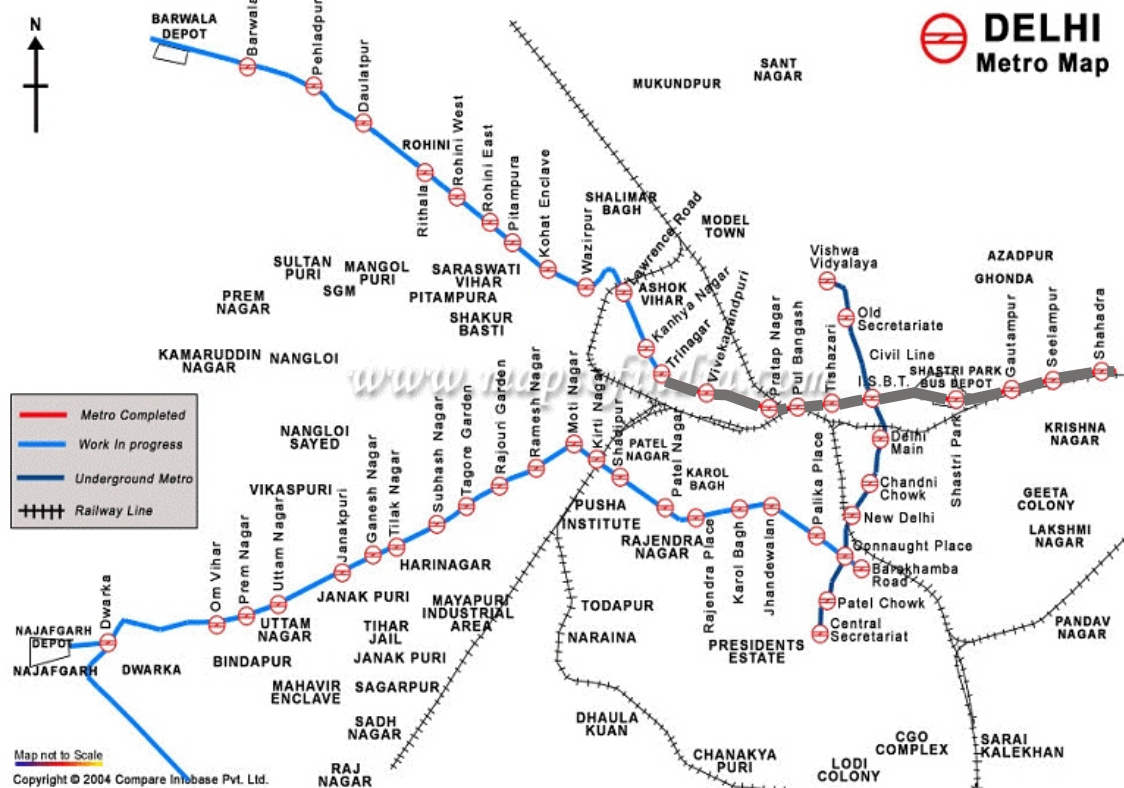 DELHI
Metro Map
N
BARWALA
DEPOT
Barwala
Pehladpur
Daulatpur
ROHINI
Rithala
Rohini West
Rohini East
Pitampura
Kohat Enclave
Wazirpur
Lawrence Road
Kanhya Nagar
Trinagar
Vivekanandpuri
Pratap Nagar
Pul Bangash
Tishazari
I.S.B.T.
Shastri Park
Gautampur
Seelampur
Shahadra
MUKUNDPUR
SANT
NAGAR
SHALIMAR
BAGH
MODEL
TOWN
ASHOK
VIHAR
SULTAN
PURI
SGM
MANGOL
PURI
SARASWATI
VIHAR
PITAMPURA
SHAKUR
BASTI
PREM
NAGAR
KAMARUDDIN
NAGAR
NANGLOI
www.mapsofindia.com
Vishwa
Vidyalaya
Old
Secretariate
Civil Line
AZADPUR
GHONDA
SHASTRI PARK
BUS DEPOT
KRISHNA
NAGAR
GEETA
COLONY
LAKSHMI
NAGAR
PANDAV
NAGAR
Delhi
Main
Chandni
Chowk
New Delhi
Connaught Place
Barakhamba
Road
Patel Chowk
Central
Secretariat
Metro Completed
Work In progress
Underground Metro
Railway Line
NANGLOI
SAYED
VIKASPURI
Dwarka
Om Vihar
Prem Nagar
Uttam Nagar
Janakpuri
Ganesh Nagar
Tilak Nagar
Subhash Nagar
Tagore Garden
Rajouri Garden
Ramesh Nagar
Moti Nagar
Kirti Nagar
Shadipur
Patel Nagar
Rajendra Place
Karol Bagh
Jhandewalan
Palika Place
PATEL
NAGAR
KAROL
BAGH
PUSHA
INSTITUTE
RAJENDRA
NAGAR
HARINAGAR
JANAK PURI
MAYAPURI
INDUSTRIAL
AREA
UTTAM
NAGAR
TIHAR
JAIL
JANAK PURI
BINDAPUR
TODAPUR
NARAINA
PRESIDENTS
ESTATE
NAJAFGARH
DEPOT
NAJAFGARH
DWARKA
MAHAVIR
ENCLAVE
SAGARPUR
SADH
NAGAR
RAJ
NAGAR
DHAULA
KUAN
CHANAKYA
PURI
LODI
COLONY
CGO
COMPLEX
SARAI
KALEKHAN
Map not to Scale
Copyright © 2004 Compare Infobase Pvt. Ltd.